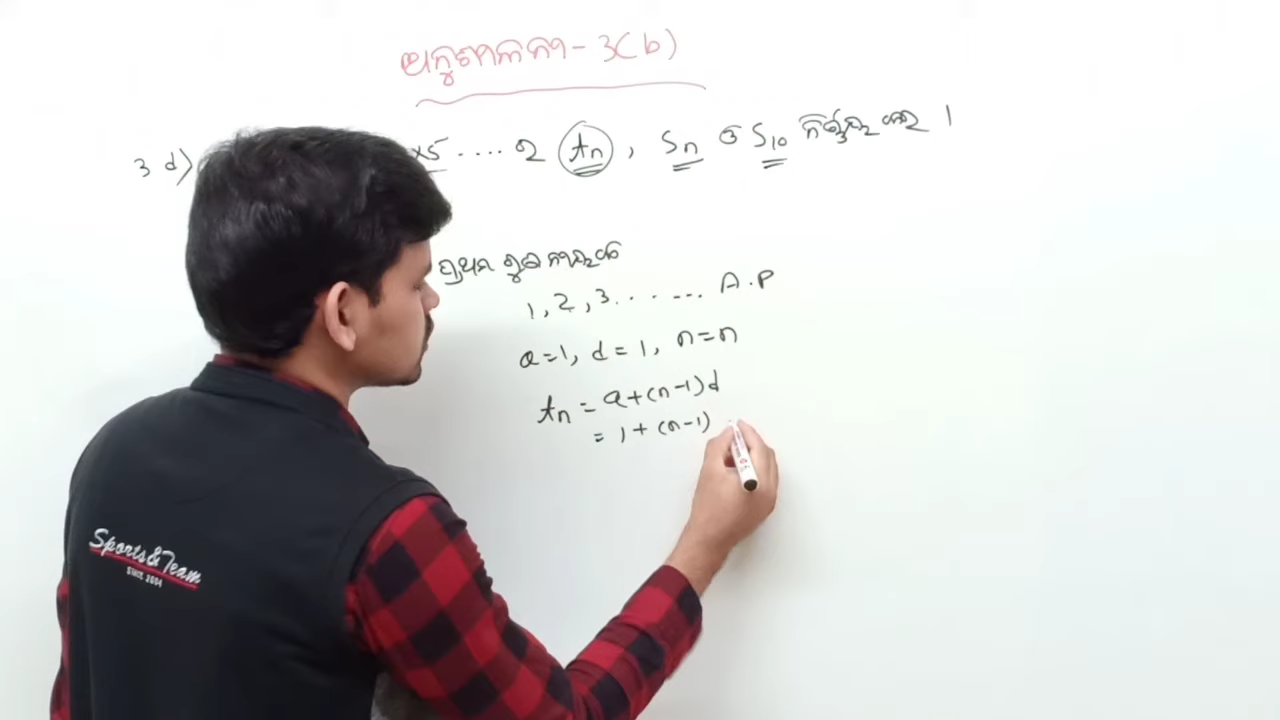 ଅନୁଶୀଳନୀ - 3(b)
3 d) ×5 .... ର tn , Sn ଓ S10 ନିର୍ଣ୍ଣୟ କର ।
ପ୍ରଥମ ଗୁଣନୀୟକ
1, 2, 3. . . ... A.P
a=1, d=1, n=n
tn = a+(n-1)d
= 1+(n-1)
Sports & Team
SINCE 2004